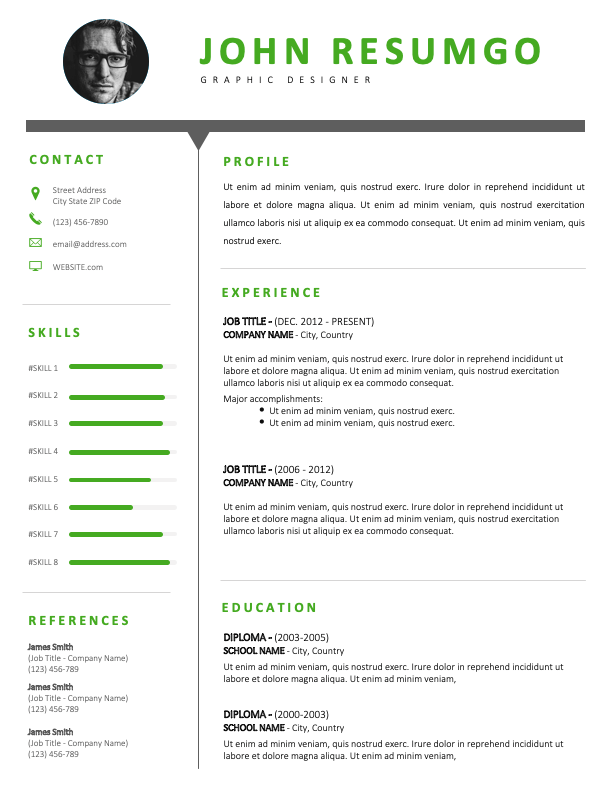 JOHN RESUMGO
GRAPHIC DESIGNER
CONTACT
Street Address
City State ZIP Code
(123) 456-7890
email@address.com
WEBSITE.com
SKILLS
#SKILL 1
#SKILL 2
#SKILL 3
#SKILL 4
#SKILL 5
#SKILL 6
#SKILL 7
#SKILL 8
REFERENCES
James Smith
(Job Title - Company Name)
(123) 456-789
James Smith
(Job Title - Company Name)
(123) 456-789
James Smith
(Job Title - Company Name)
(123) 456-789
PROFILE
Ut enim ad minim veniam, quis nostrud exerc. Irure dolor in reprehend incididunt ut
labore et dolore magna aliqua. Ut enim ad minim veniam, quis nostrud exercitation
ullamco laboris nisi ut aliquip ex ea commodo consequat. Ut enim ad minim veniam, quis
nostrud exerc.
EXPERIENCE
JOB TITLE - (DEC. 2012 - PRESENT)
COMPANY NAME - City, Country
Ut enim ad minim veniam, quis nostrud exerc. Irure dolor in reprehend incididunt ut
labore et dolore magna aliqua. Ut enim ad minim veniam, quis nostrud exercitation
ullamco laboris nisi ut aliquip ex ea commodo consequat.
Major accomplishments:
• Ut enim ad minim veniam, quis nostrud exerc.
• Ut enim ad minim veniam, quis nostrud exerc.
JOB TITLE - (2006 - 2012)
COMPANY NAME - City, Country
Ut enim ad minim veniam, quis nostrud exerc. Irure dolor in reprehend incididunt ut
labore et dolore magna aliqua. Ut enim ad minim veniam, quis nostrud exercitation
ullamco laboris nisi ut aliquip ex ea commodo consequat.
EDUCATION
DIPLOMA - (2003-2005)
SCHOOL NAME - City, Country
Ut enim ad minim veniam, quis nostrud exerc. Irure dolor in reprehend incididunt ut
labore et dolore magna aliqua. Ut enim ad minim veniam,
DIPLOMA - (2000-2003)
SCHOOL NAME - City, Country
Ut enim ad minim veniam, quis nostrud exerc. Irure dolor in reprehend incididunt ut
labore et dolore magna aliqua. Ut enim ad minim veniam,